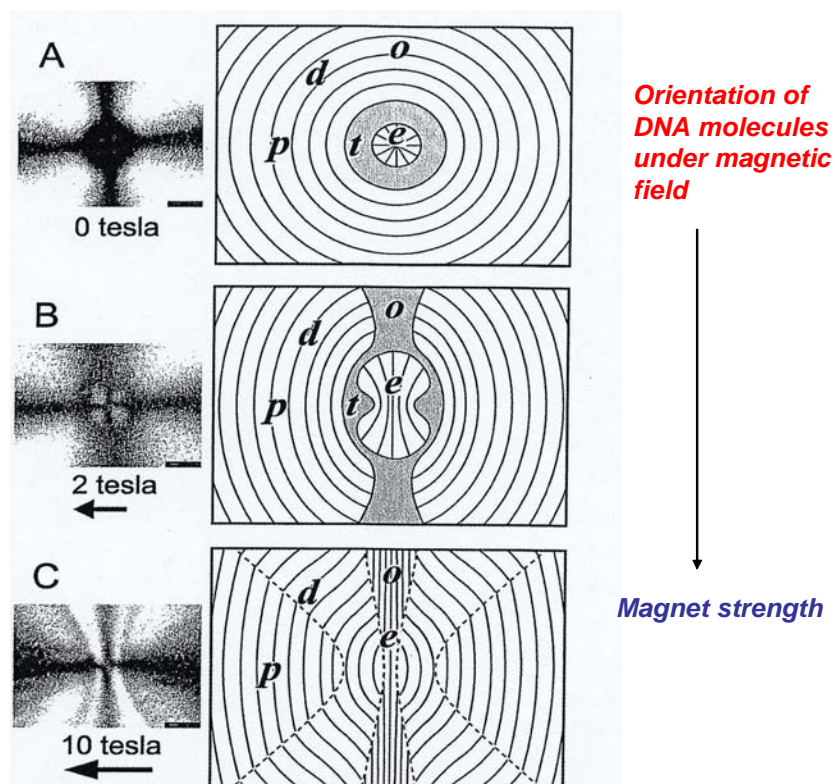 A
o
d
p
e
t
0 tesla
Orientation of
DNA molecules
under magnetic
field
B
o
d
e
t
p
2 tesla
C
o
d
e
p
10 tesla
Magnet strength